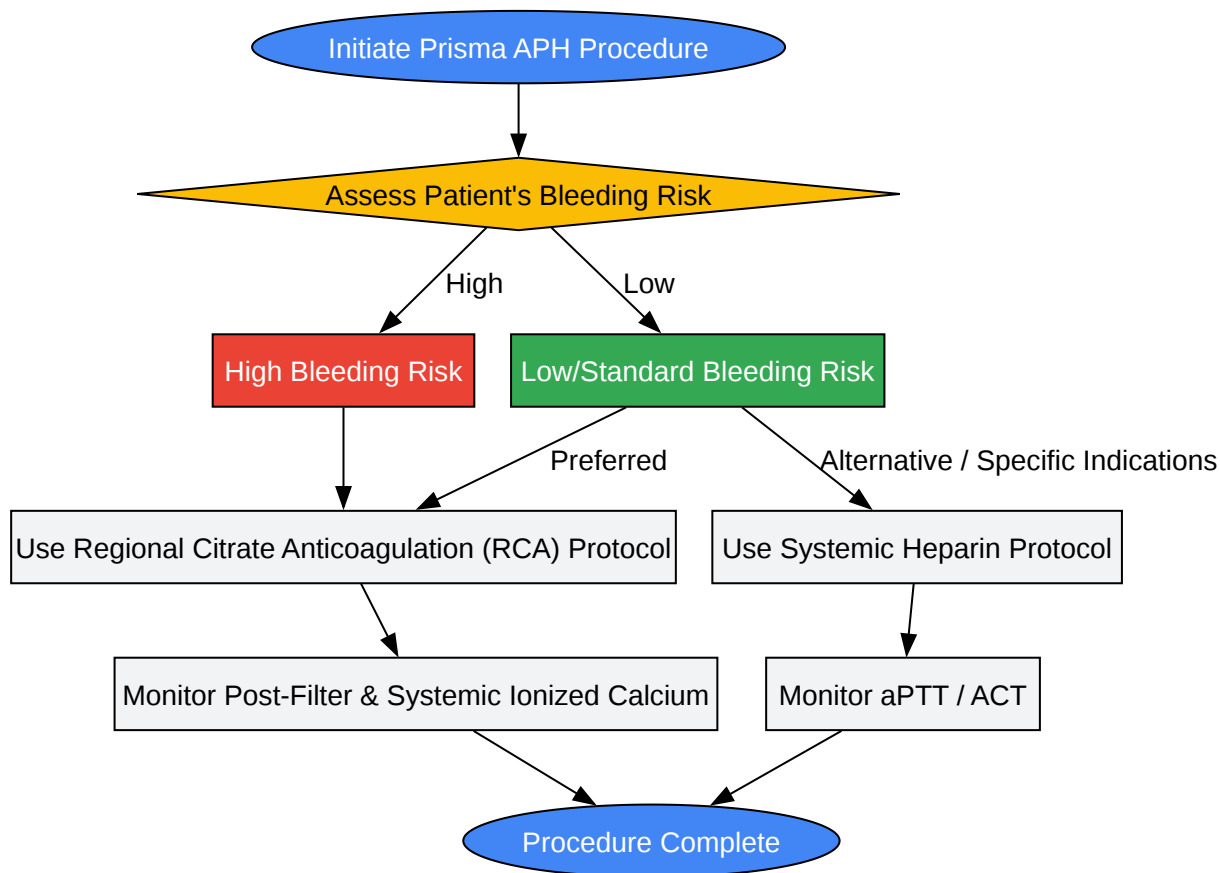 Initiate Prisma APH Procedure
Assess Patient's Bleeding Risk
High
Low
High Bleeding Risk
Low/Standard Bleeding Risk
Preferred
Alternative / Specific Indications
Use Regional Citrate Anticoagulation (RCA) Protocol
Use Systemic Heparin Protocol
Monitor Post-Filter & Systemic Ionized Calcium
Monitor aPTT / ACT
Procedure Complete